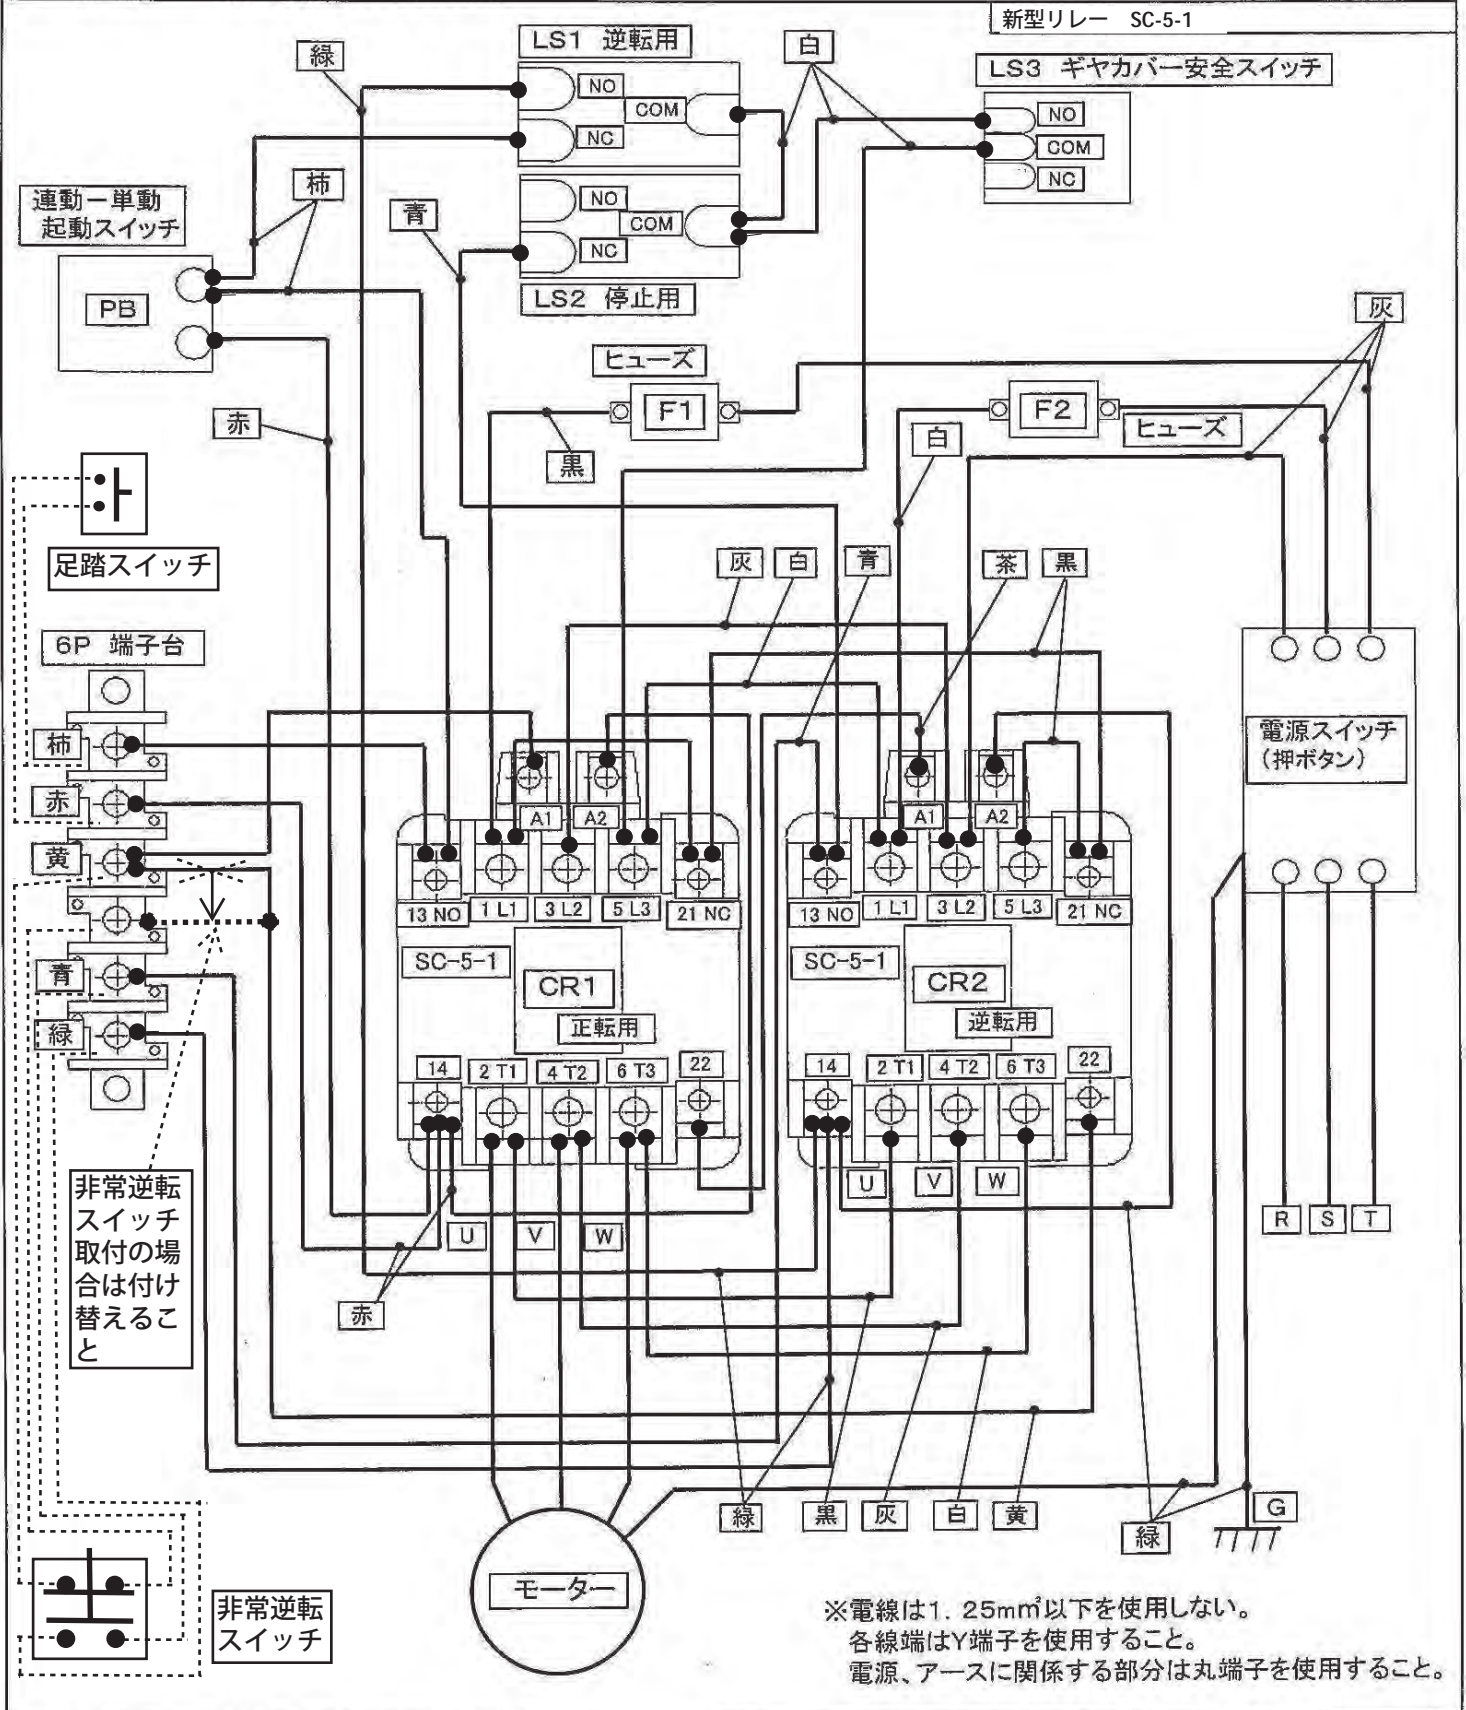 新型リレー SC-5-1
緑
LS1 逆転用
白
LS3 ギヤカバー安全スイッチ
NO
COM
NC
NO
COM
NC
連動－単動
起動スイッチ
柿
青
NO
COM
NC
PB
LS2 停止用
灰
ヒューズ
F1
F2
ヒューズ
赤
黒
白
足踏スイッチ
灰
白
青
茶
黒
6P 端子台
柿
赤
黄
青
緑
電源スイッチ
（押ボタン）
A1
A2
A1
A2
13 NO
1 L1
3 L2
5 L3
21 NC
13 NO
1 L1
3 L2
5 L3
21 NC
SC-5-1
CR1
正転用
SC-5-1
CR2
逆転用
14
2 T1
4 T2
6 T3
22
14
2 T1
4 T2
6 T3
22
非常逆転
スイッチ
取付の場
合は付け
替えるこ
と
U
V
W
U
V
W
R
S
T
赤
緑
黒
灰
白
黄
緑
G
モーター
非常逆転
スイッチ
※電線は1．25m㎡以下を使用しない。
各線端はY端子を使用すること。
電源、アースに関係する部分は丸端子を使用すること。